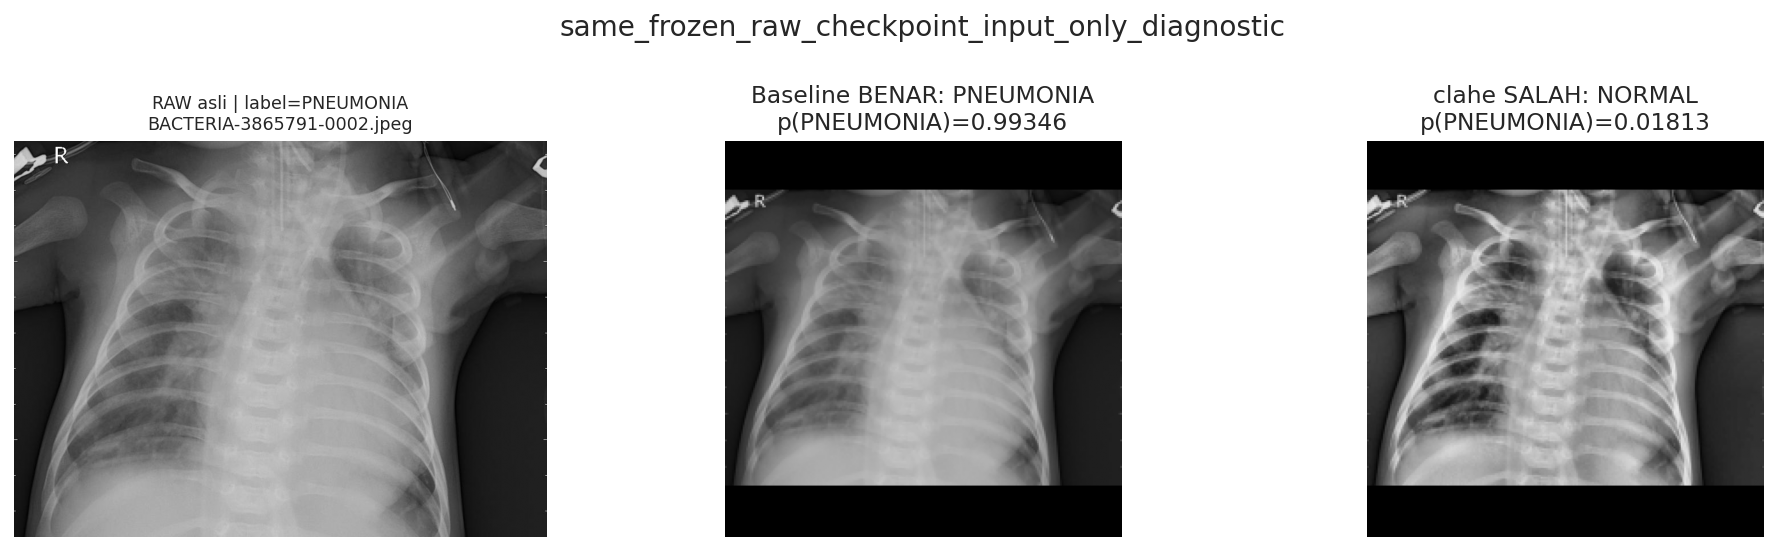 same_frozen_raw_checkpoint_input_only_diagnostic
RAW asli | label=PNEUMONIA
BACTERIA-3865791-0002.jpeg
Baseline BENAR: PNEUMONIA
p(PNEUMONIA)=0.99346
clahe SALAH: NORMAL
p(PNEUMONIA)=0.01813
R
R
R